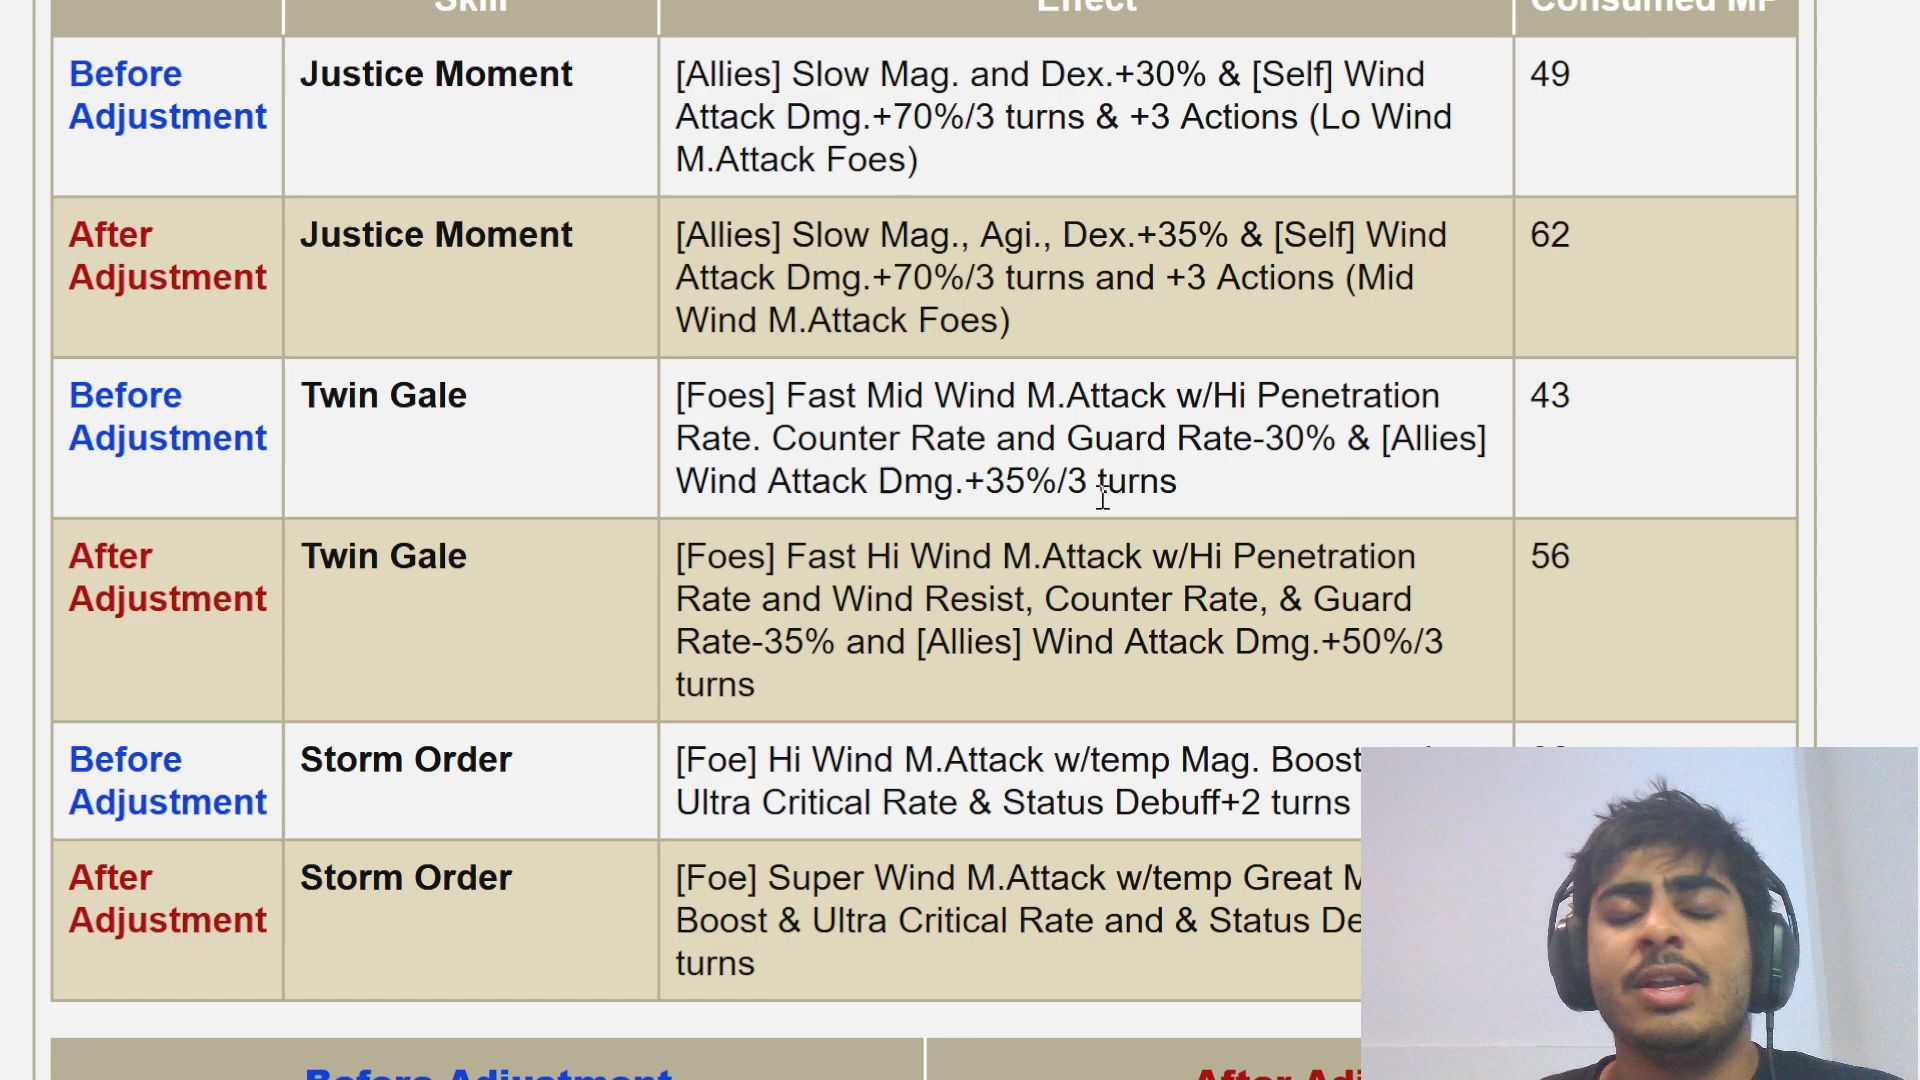 Skill Effect Consumed MP
Before Adjustment
Justice Moment
[Allies] Slow Mag. and Dex.+30% & [Self] Wind
Attack Dmg.+70%/3 turns & +3 Actions (Lo Wind
M.Attack Foes)
49
After Adjustment
Justice Moment
[Allies] Slow Mag., Agi., Dex.+35% & [Self] Wind
Attack Dmg.+70%/3 turns and +3 Actions (Mid
Wind M.Attack Foes)
62
Before Adjustment
Twin Gale
[Foes] Fast Mid Wind M.Attack w/Hi Penetration
Rate. Counter Rate and Guard Rate-30% & [Allies]
Wind Attack Dmg.+35%/3 turns
43
After Adjustment
Twin Gale
[Foes] Fast Hi Wind M.Attack w/Hi Penetration
Rate and Wind Resist, Counter Rate, & Guard
Rate-35% and [Allies] Wind Attack Dmg.+50%/3
turns
56
Before Adjustment
Storm Order
[Foe] Hi Wind M.Attack w/temp Mag. Boost
Ultra Critical Rate & Status Debuff+2 turns
After Adjustment
Storm Order
[Foe] Super Wind M.Attack w/temp Great
Boost & Ultra Critical Rate and & Status
turns
Before Adjustment After